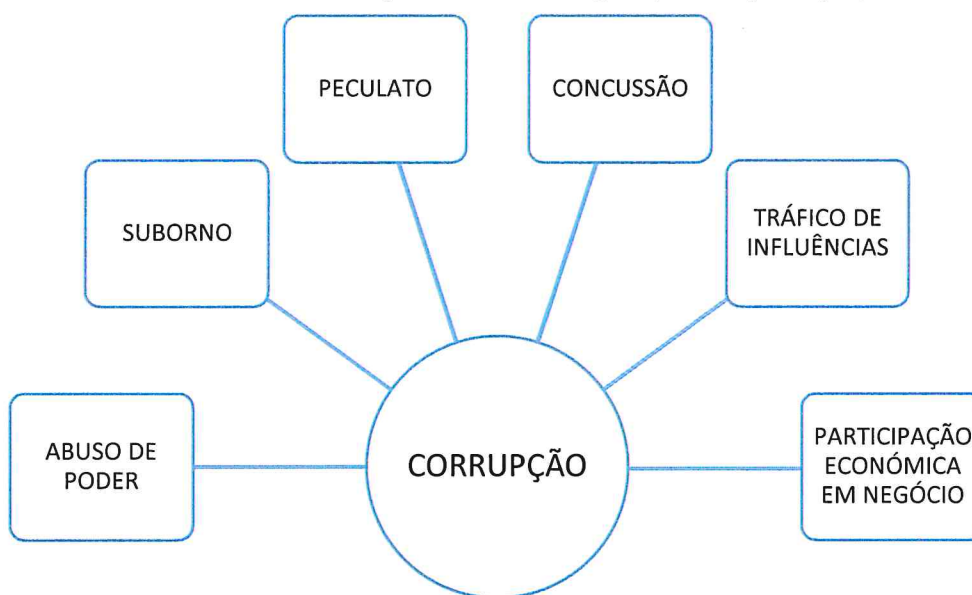 PECULATO
CONCUSSÃO
SUBORNO
TRÁFICO DE
INFLUÊNCIAS
ABUSO DE
PODER
CORRUPÇÃO
PARTICIPAÇÃO
ECONÓMICA
EM NEGÓCIO